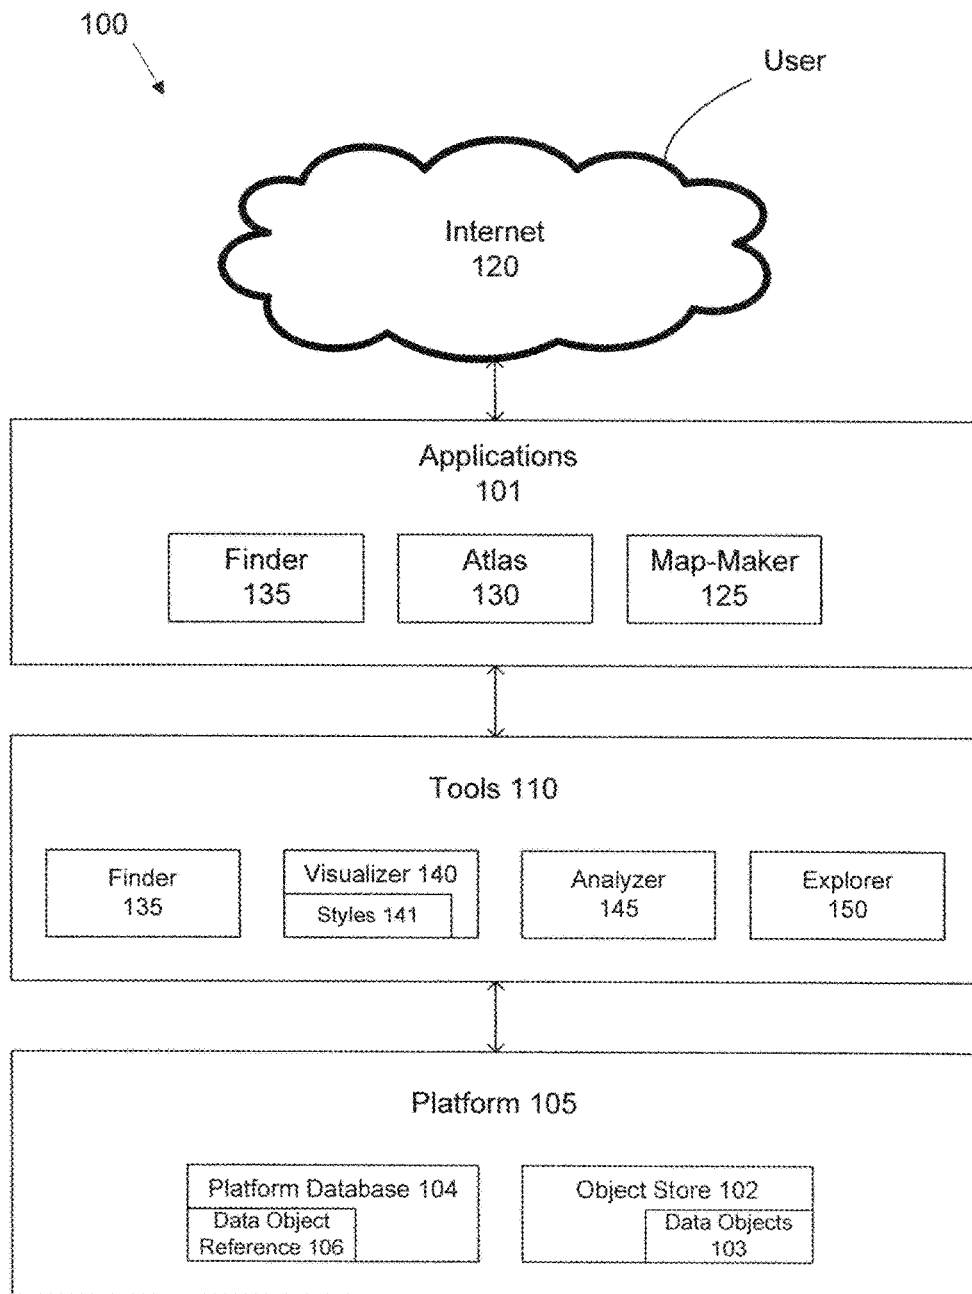 100
User
Internet
120
Applications
101
Finder
135
Atlas
130
Map-Maker
125
Tools 110
Finder
135
Visualizer 140
Styles 141
Analyzer
145
Explorer
150
Platform 105
Platform Database 104
Data Object
Reference 106
Object Store 102
Data Objects
103